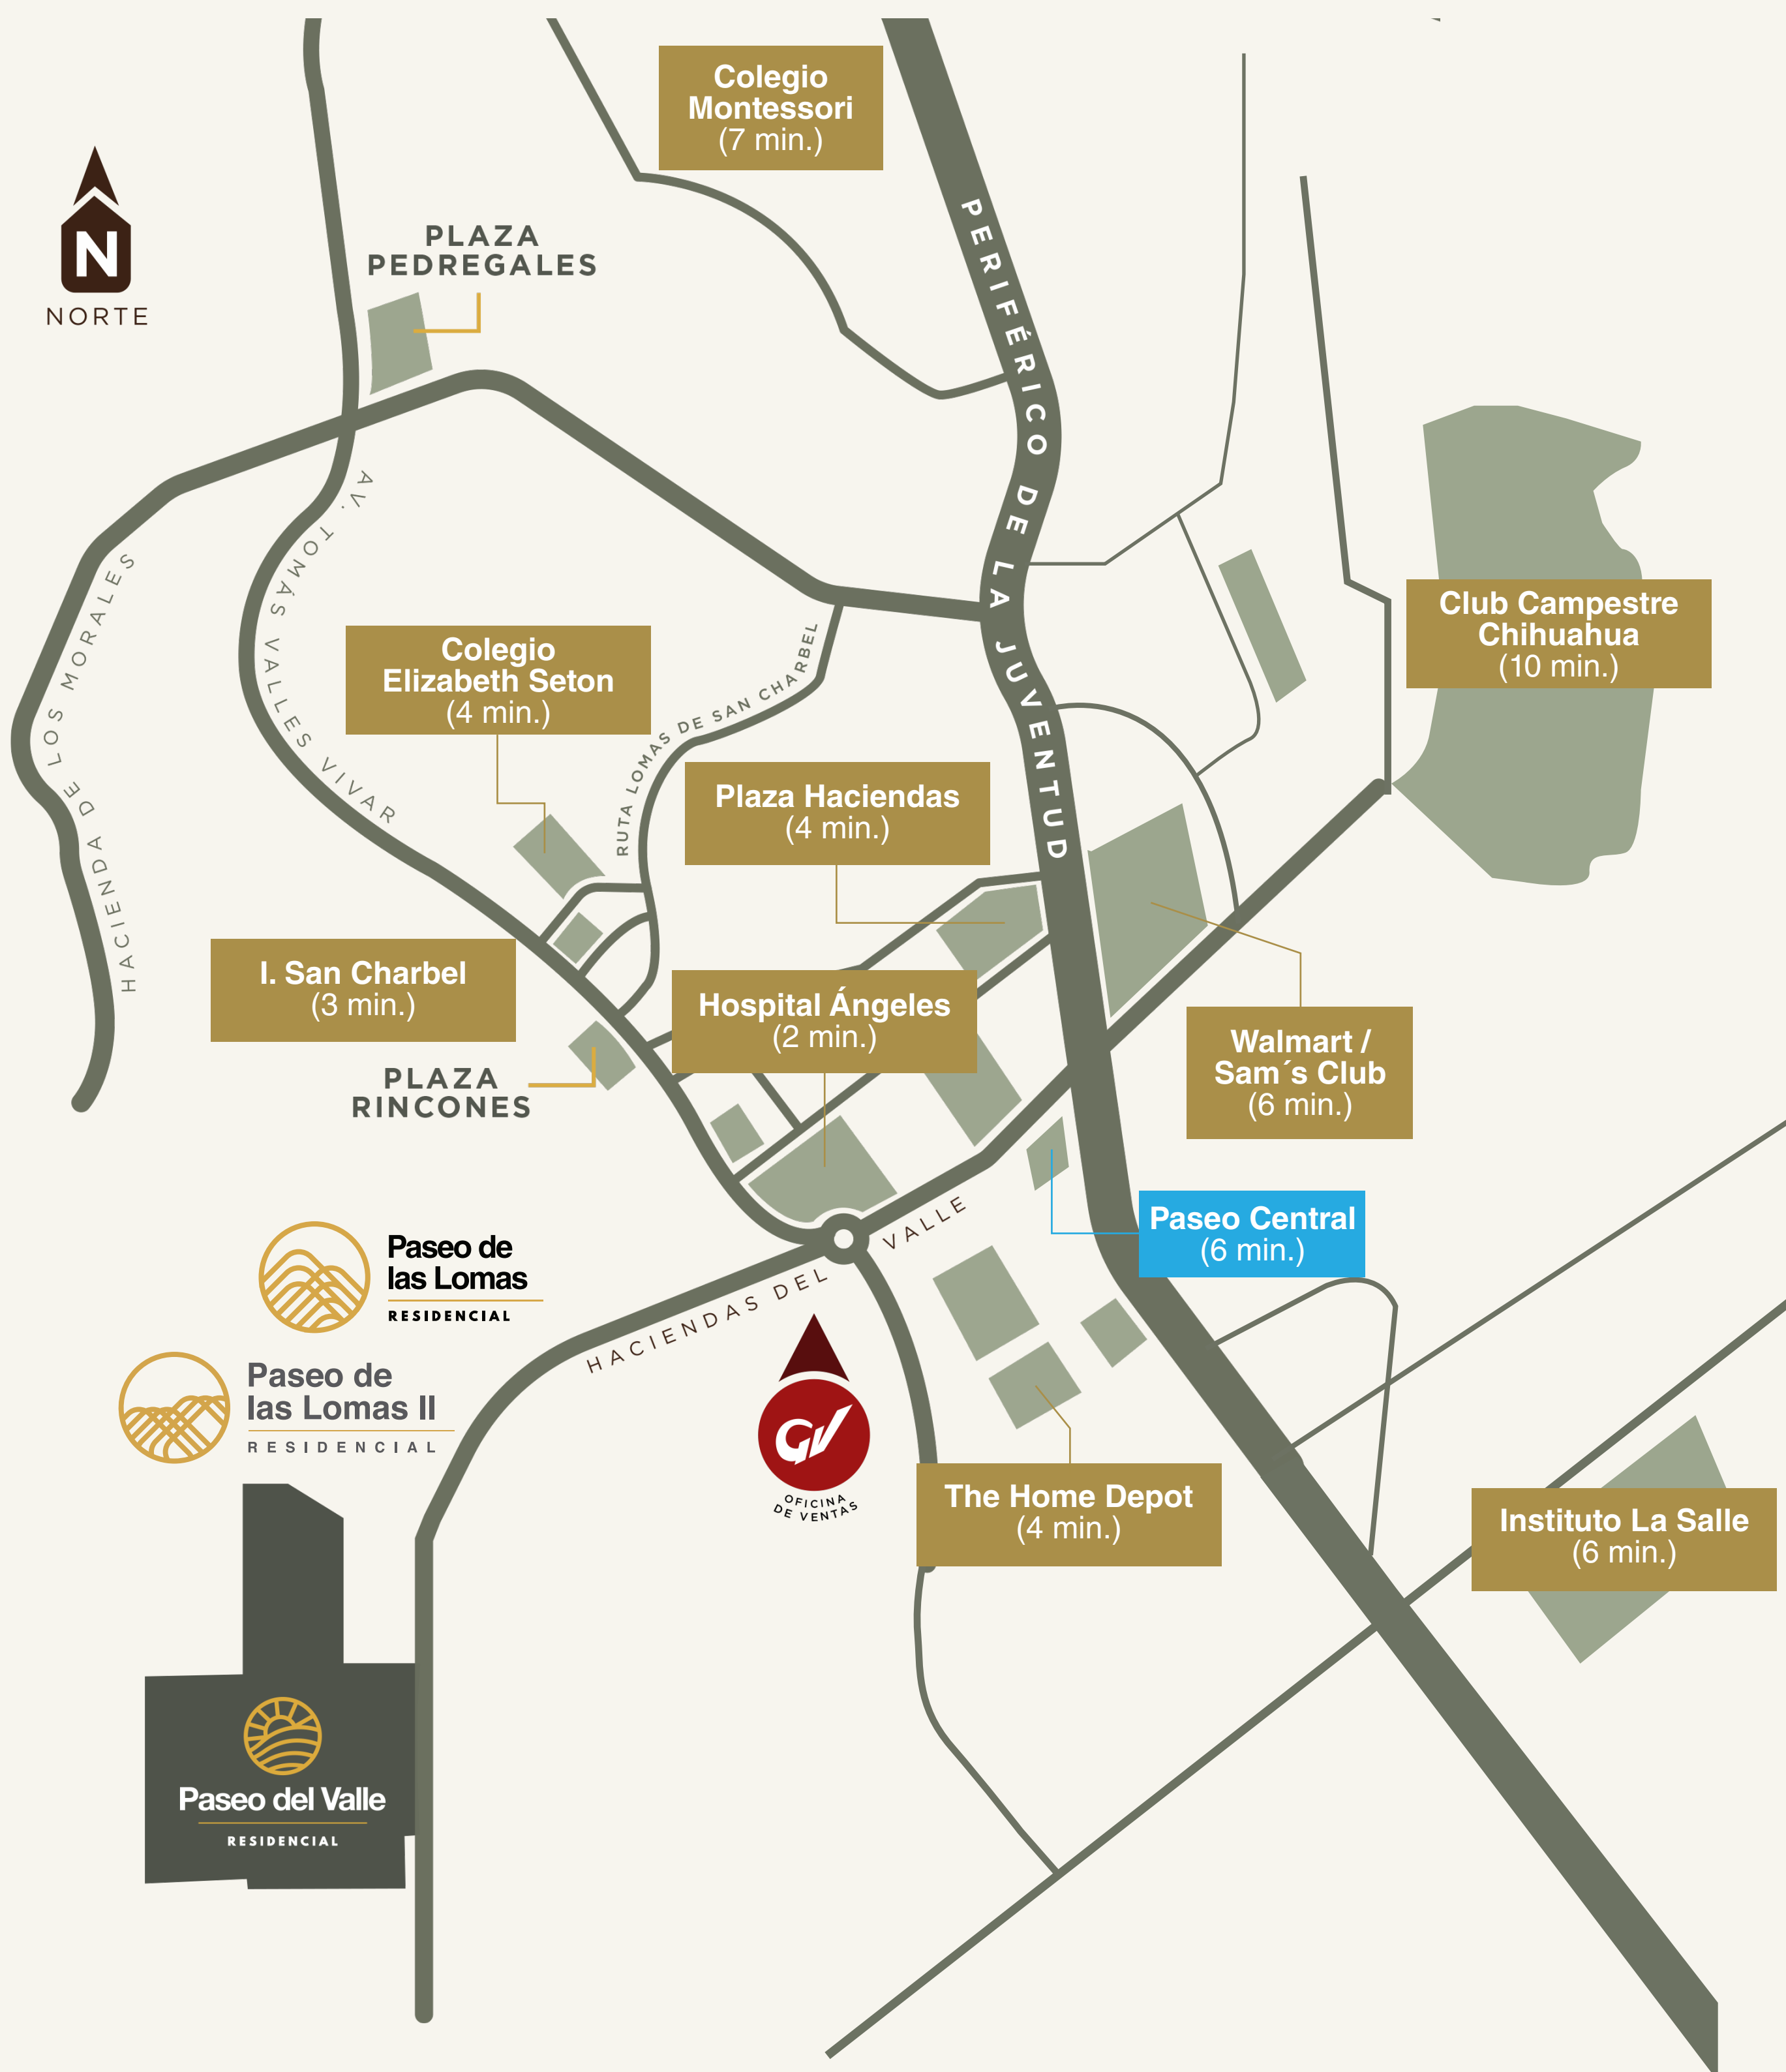 Colegio
Montessori
(7 min.)
N
NORTE
PLAZA
PEDREGALES
PERIFÉRICO DE LA JUVENTUD
AV. TOMÁS VALLES VIVAR
HACIENDA DE LOS MORALES
Colegio
Elizabeth Seton
(4 min.)
RUTA LOMAS DE SAN CHARBEL
Club Campestre
Chihuahua
(10 min.)
Plaza Haciendas
(4 min.)
I. San Charbel
(3 min.)
Hospital Ángeles
(2 min.)
Walmart /
Sam´s Club
(6 min.)
PLAZA
RINCONES
Paseo Central
(6 min.)
HACIENDAS DEL VALLE
Paseo de
las Lomas
RESIDENCIAL
Paseo de
las Lomas II
RESIDENCIAL
GV
OFICINA
DE VENTAS
The Home Depot
(4 min.)
Instituto La Salle
(6 min.)
Paseo del Valle
RESIDENCIAL